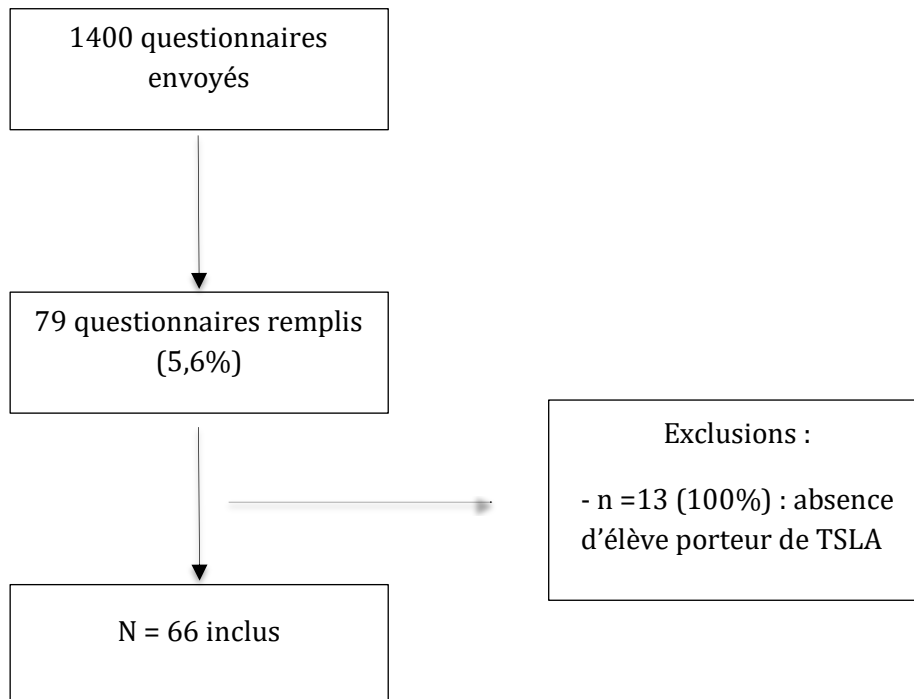 1400 questionnaires
envoyés
79 questionnaires remplis
(5,6%)
Exclusions :
- n =13 (100%) : absence
d’élève porteur de TSLA
N = 66 inclus